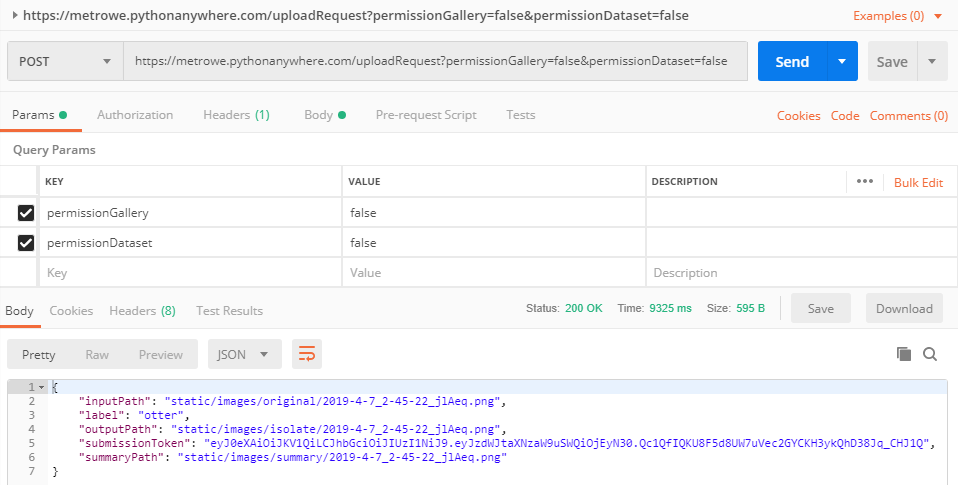 https://metrowe.pythonanywhere.com/uploadRequest?permissionGallery=false&permissionDataset=false Examples (0)
POST https://metrowe.pythonanywhere.com/uploadRequest?permissionGallery=false&permissionDataset=false Send Save
Params Authorization Headers (1) Body Pre-request Script Tests Cookies Code Comments (0)
Query Params
KEY VALUE DESCRIPTION ••• Bulk Edit
permissionGallery false
permissionDataset false
Key Value Description
Body Cookies Headers (8) Test Results Status: 200 OK Time: 9325 ms Size: 595 B Save Download
Pretty Raw Preview JSON
1 {
2 "inputPath": "static/images/original/2019-4-7_2-45-22_jlAeq.png",
3 "label": "otter",
4 "outputPath": "static/images/isolate/2019-4-7_2-45-22_jlAeq.png",
5 "submissionToken": "eyJ0eXAiOiJKV1QiLCJhbGciOiJIUzI1NiJ9.eyJzdWJtaXNzaW9uSWQiOjEyN30.Qc1QfIQKU8F5d8UW7uVec2GYCKH3ykQhD38Jq_CHJ1Q",
6 "summaryPath": "static/images/summary/2019-4-7_2-45-22_jlAeq.png"
7 }